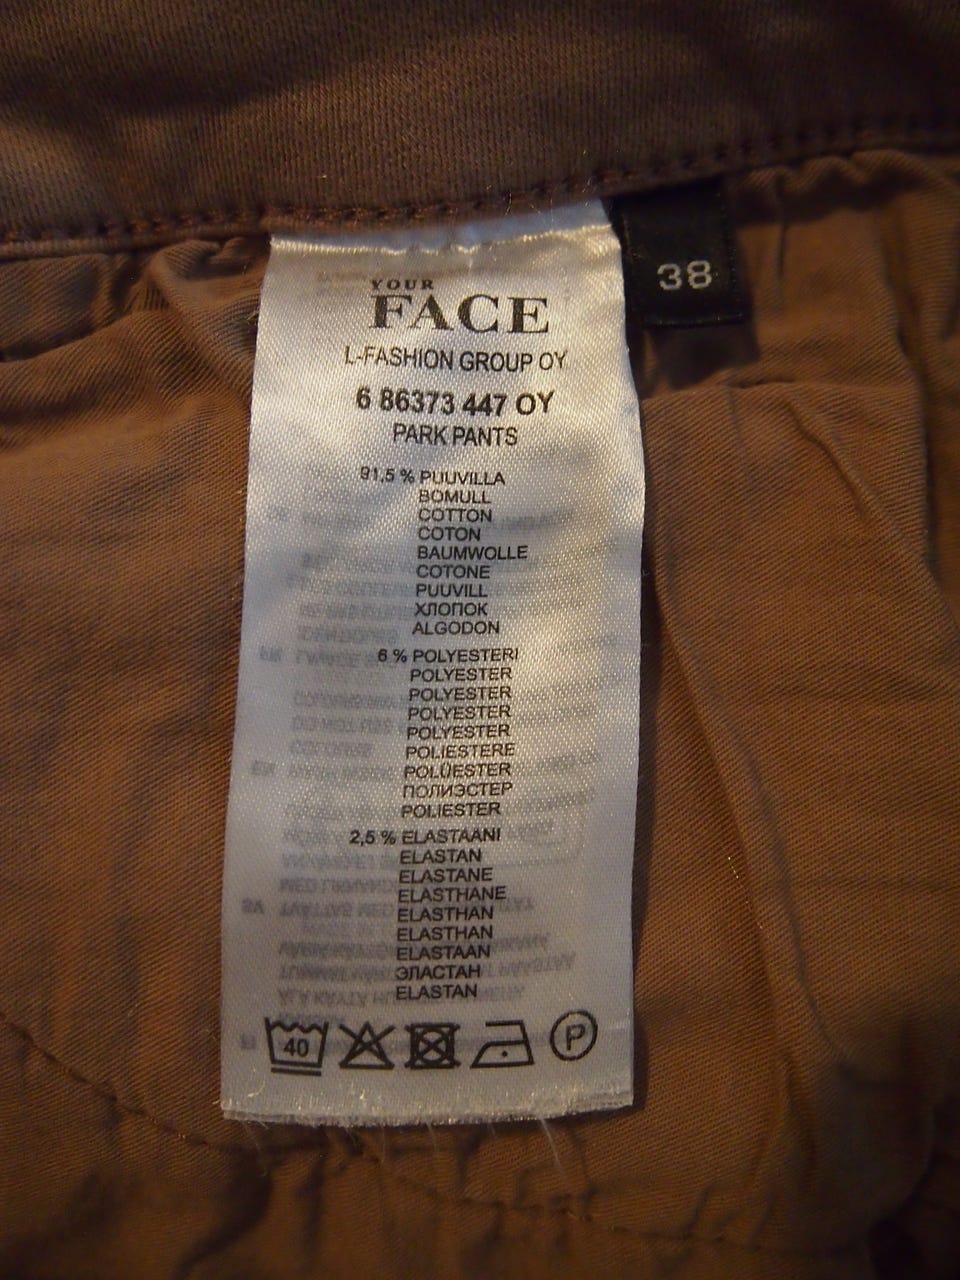 YOUR
FACE
38
L-FASHION GROUP OY
6 86373 447 OY
PARK PANTS
91,5 % PUUVILLA
BOMULL
COTTON
COTON
BAUMWOLLE
COTONE
PUUVILL
ХЛОПОК
ALGODON
6 % POLYESTERI
POLYESTER
POLYESTER
POLYESTER
POLYESTER
POLIESTERE
POLÜESTER
ПОЛИЭСТЕР
POLIESTER
2,5 % ELASTAANI
ELASTAN
ELASTANE
ELASTHANE
ELASTHAN
ELASTHAN
ELASTAAN
ЭЛАСТАН
ELASTAN
40
P